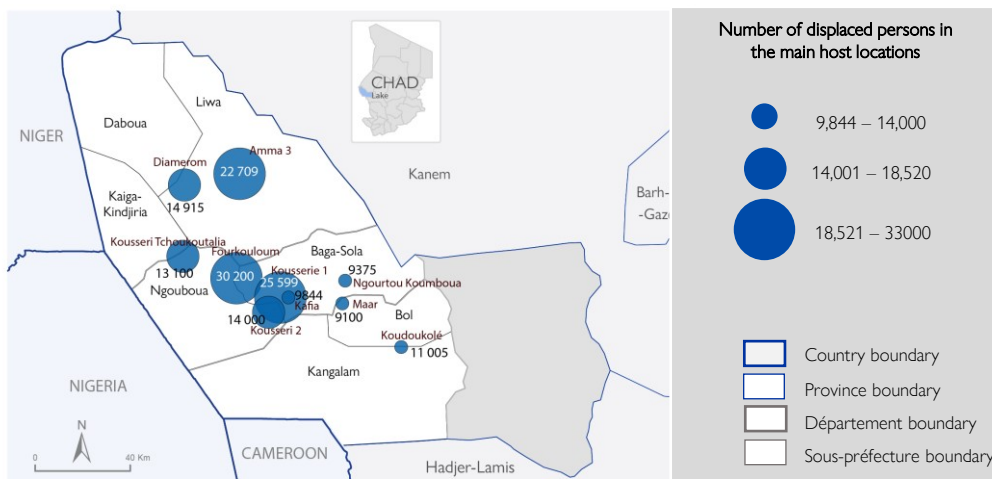 NIGER
Daboua
Liwa
CHAD
Lake
Diamerom
14 915
Amma 3
22 709
Kanem
Barh-
-Gaz
Kaiga-
Kindjiria
Kousseri Tchoukoutalia
13 100
Fourkouloum
30 200
Baga-Sola
Kousserie 1
25 599
9375
Ngourtou Koumboua
Ngouboua
9844
Kafia
Maar
9100
Bol
14 000
Kousseri 2
Koudoukolé
11 005
Kangalam
NIGERIA
N
0 40 Km
CAMEROON
Hadjer-Lamis
Number of displaced persons in
the main host locations
9,844 – 14,000
14,001 – 18,520
18,521 – 33000
Country boundary
Province boundary
Département boundary
Sous-préfecture boundary